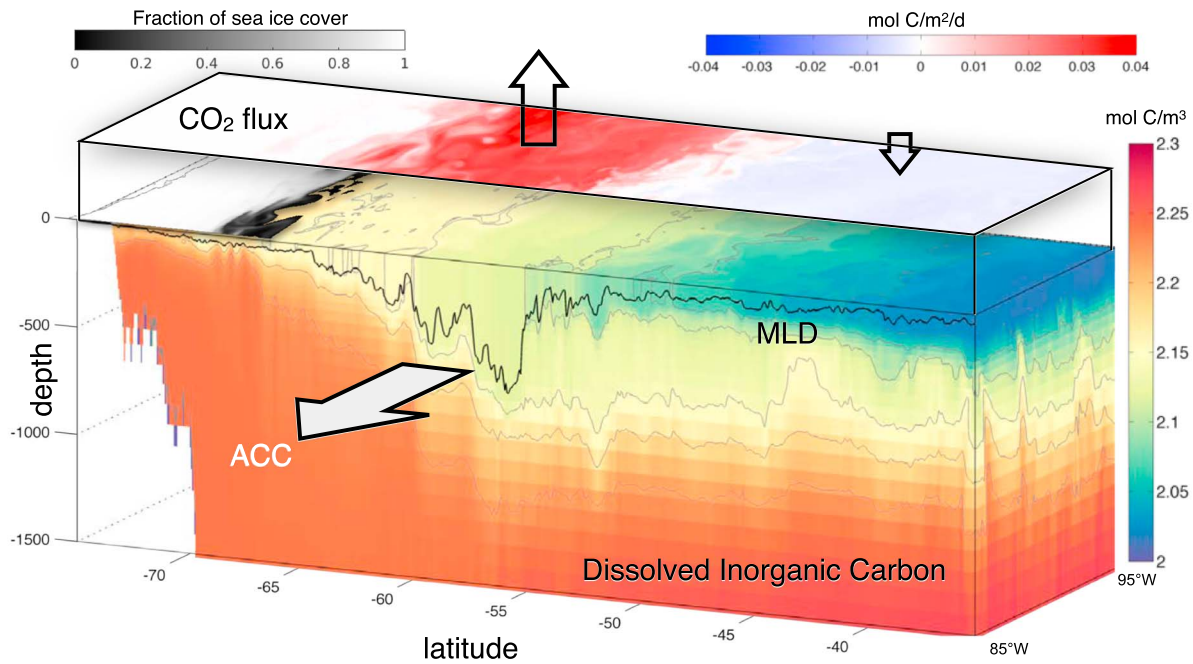 Fraction of sea ice cover
0 0.2 0.4 0.6 0.8 1
mol C/m²/d
-0.04 -0.03 -0.02 -0.01 0 0.01 0.02 0.03 0.04
CO₂ flux
mol C/m³
2.3
2.25
2.2
2.15
2.1
2.05
2
0
-500
-1000
-1500
depth
MLD
ACC
Dissolved Inorganic Carbon
-70
-65
-60
-55
-50
-45
-40
latitude
95°W
85°W